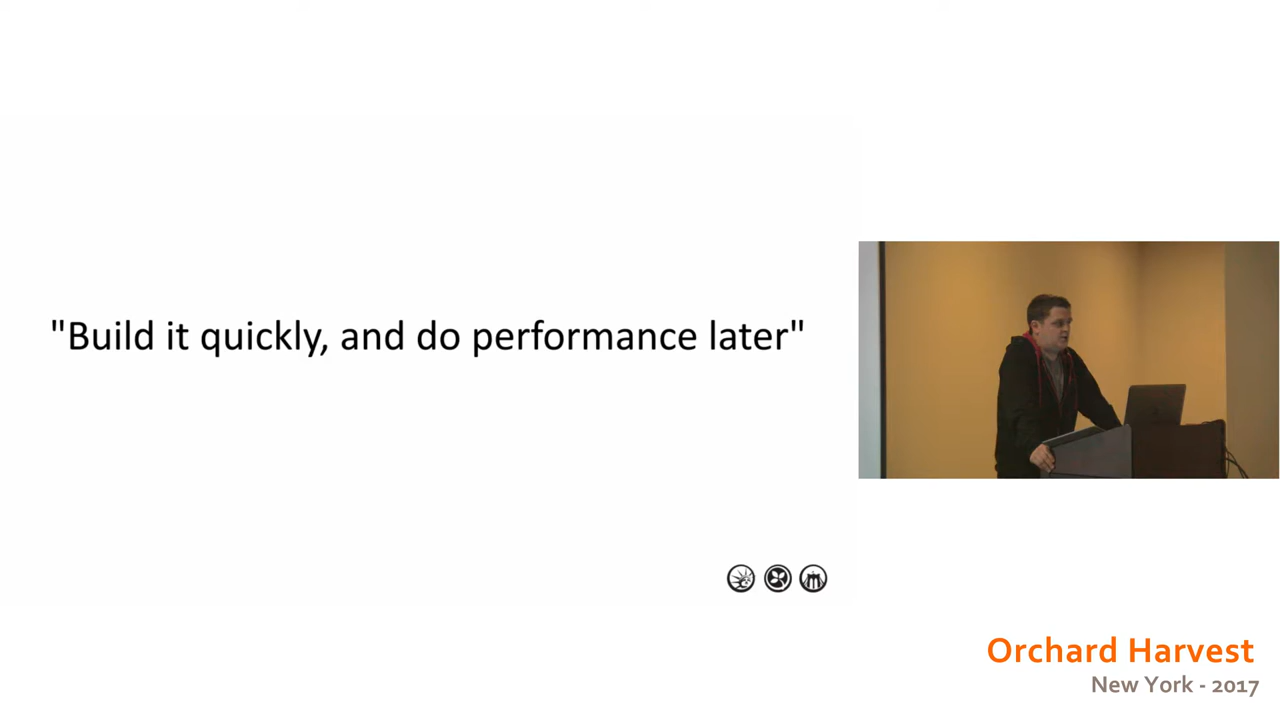 "Build it quickly, and do performance later"
Orchard Harvest
New York - 2017